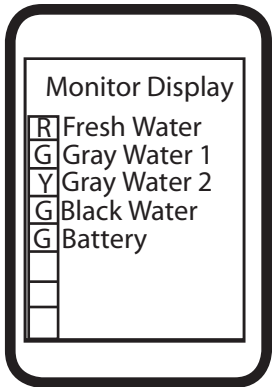 Monitor Display
R Fresh Water
G Gray Water 1
Y Gray Water 2
G Black Water
G Battery